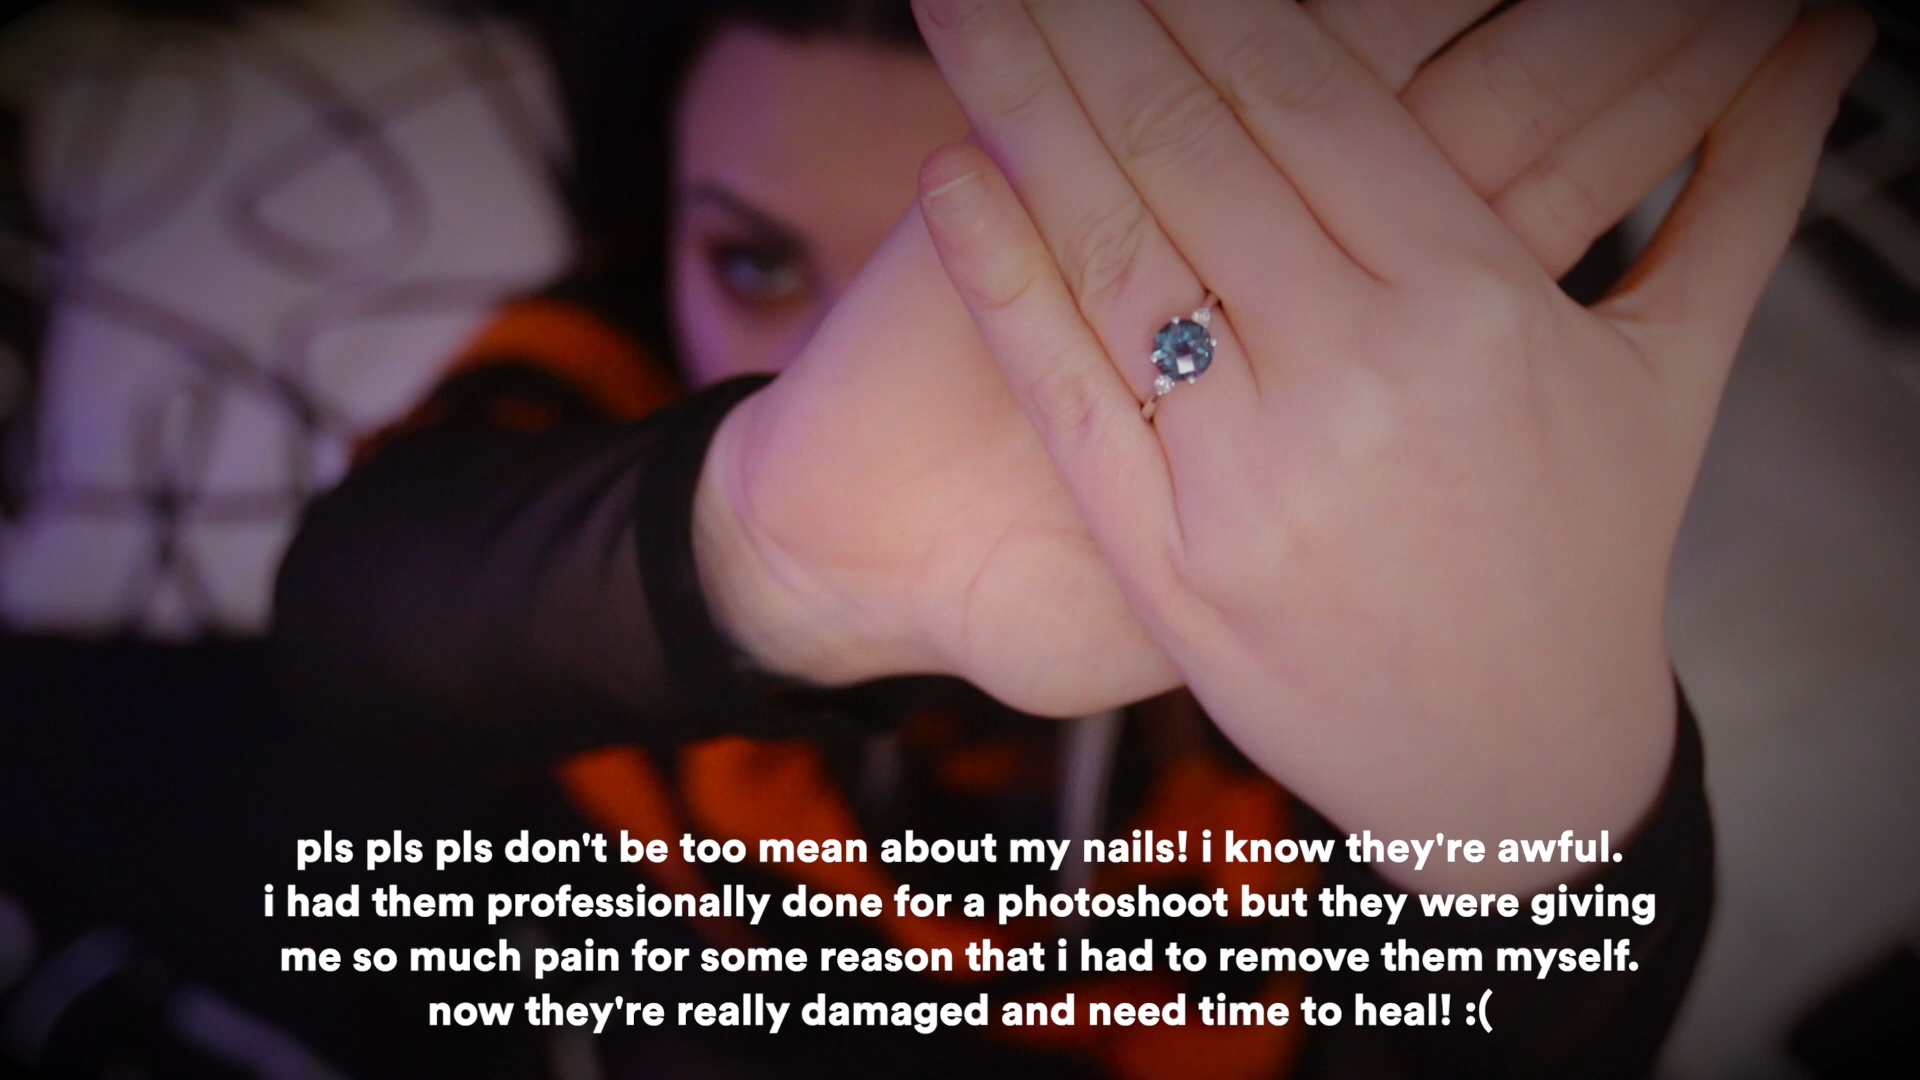 pls pls pls don't be too mean about my nails! i know they're awful.
i had them professionally done for a photoshoot but they were giving
me so much pain for some reason that i had to remove them myself.
now they're really damaged and need time to heal! :(